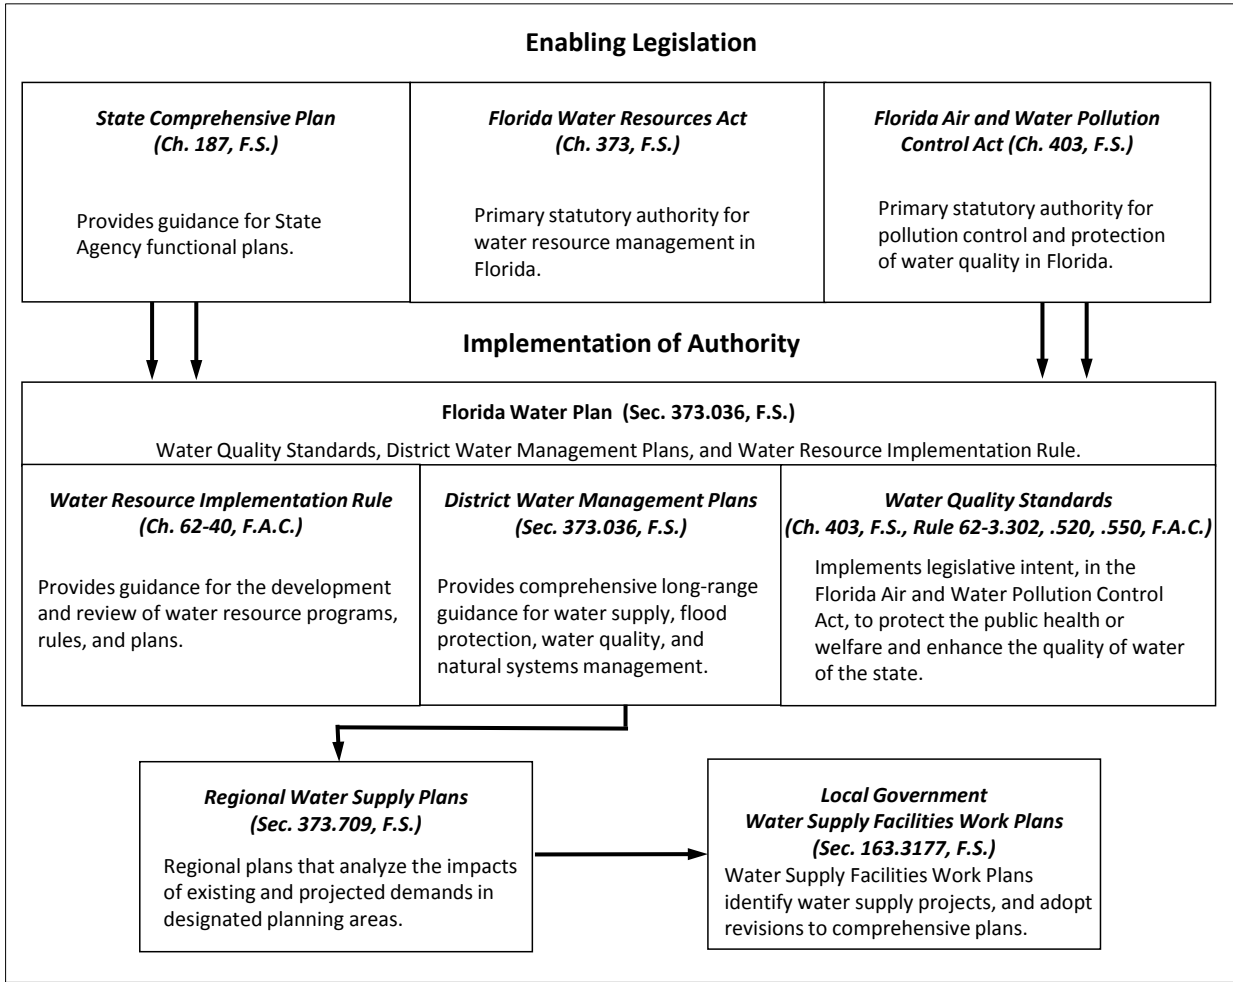 Enabling Legislation
State Comprehensive Plan
(Ch. 187, F.S.)
Provides guidance for State
Agency functional plans.
Florida Water Resources Act
(Ch. 373, F.S.)
Primary statutory authority for
water resource management in
Florida.
Florida Air and Water Pollution
Control Act (Ch. 403, F.S.)
Primary statutory authority for
pollution control and protection
of water quality in Florida.
Implementation of Authority
Florida Water Plan (Sec. 373.036, F.S.)
Water Quality Standards, District Water Management Plans, and Water Resource Implementation Rule.
Water Resource Implementation Rule
(Ch. 62-40, F.A.C.)
Provides guidance for the development
and review of water resource programs,
rules, and plans.
District Water Management Plans
(Sec. 373.036, F.S.)
Provides comprehensive long-range
guidance for water supply, flood
protection, water quality, and
natural systems management.
Water Quality Standards
(Ch. 403, F.S., Rule 62-3.302, .520, .550, F.A.C.)
Implements legislative intent, in the
Florida Air and Water Pollution Control
Act, to protect the public health or
welfare and enhance the quality of water
of the state.
Regional Water Supply Plans
(Sec. 373.709, F.S.)
Regional plans that analyze the impacts
of existing and projected demands in
designated planning areas.
Local Government
Water Supply Facilities Work Plans
(Sec. 163.3177, F.S.)
Water Supply Facilities Work Plans
identify water supply projects, and adopt
revisions to comprehensive plans.